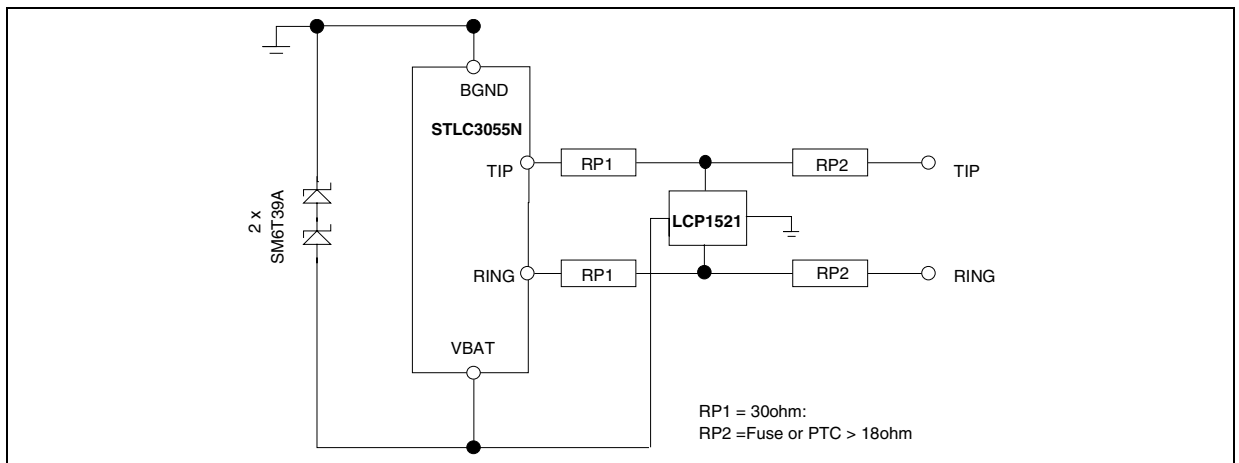 BGND
STLC3055N
TIP
RP1
RP2
TIP
2 x
SM6T39A
LCP1521
RING
RP1
RP2
RING
VBAT
RP1 = 30ohm:
RP2 =Fuse or PTC > 18ohm